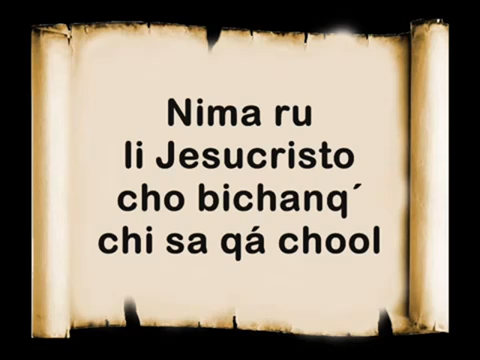 Nima ru
li Jesucristo
cho bichanq´
chi sa qá chool